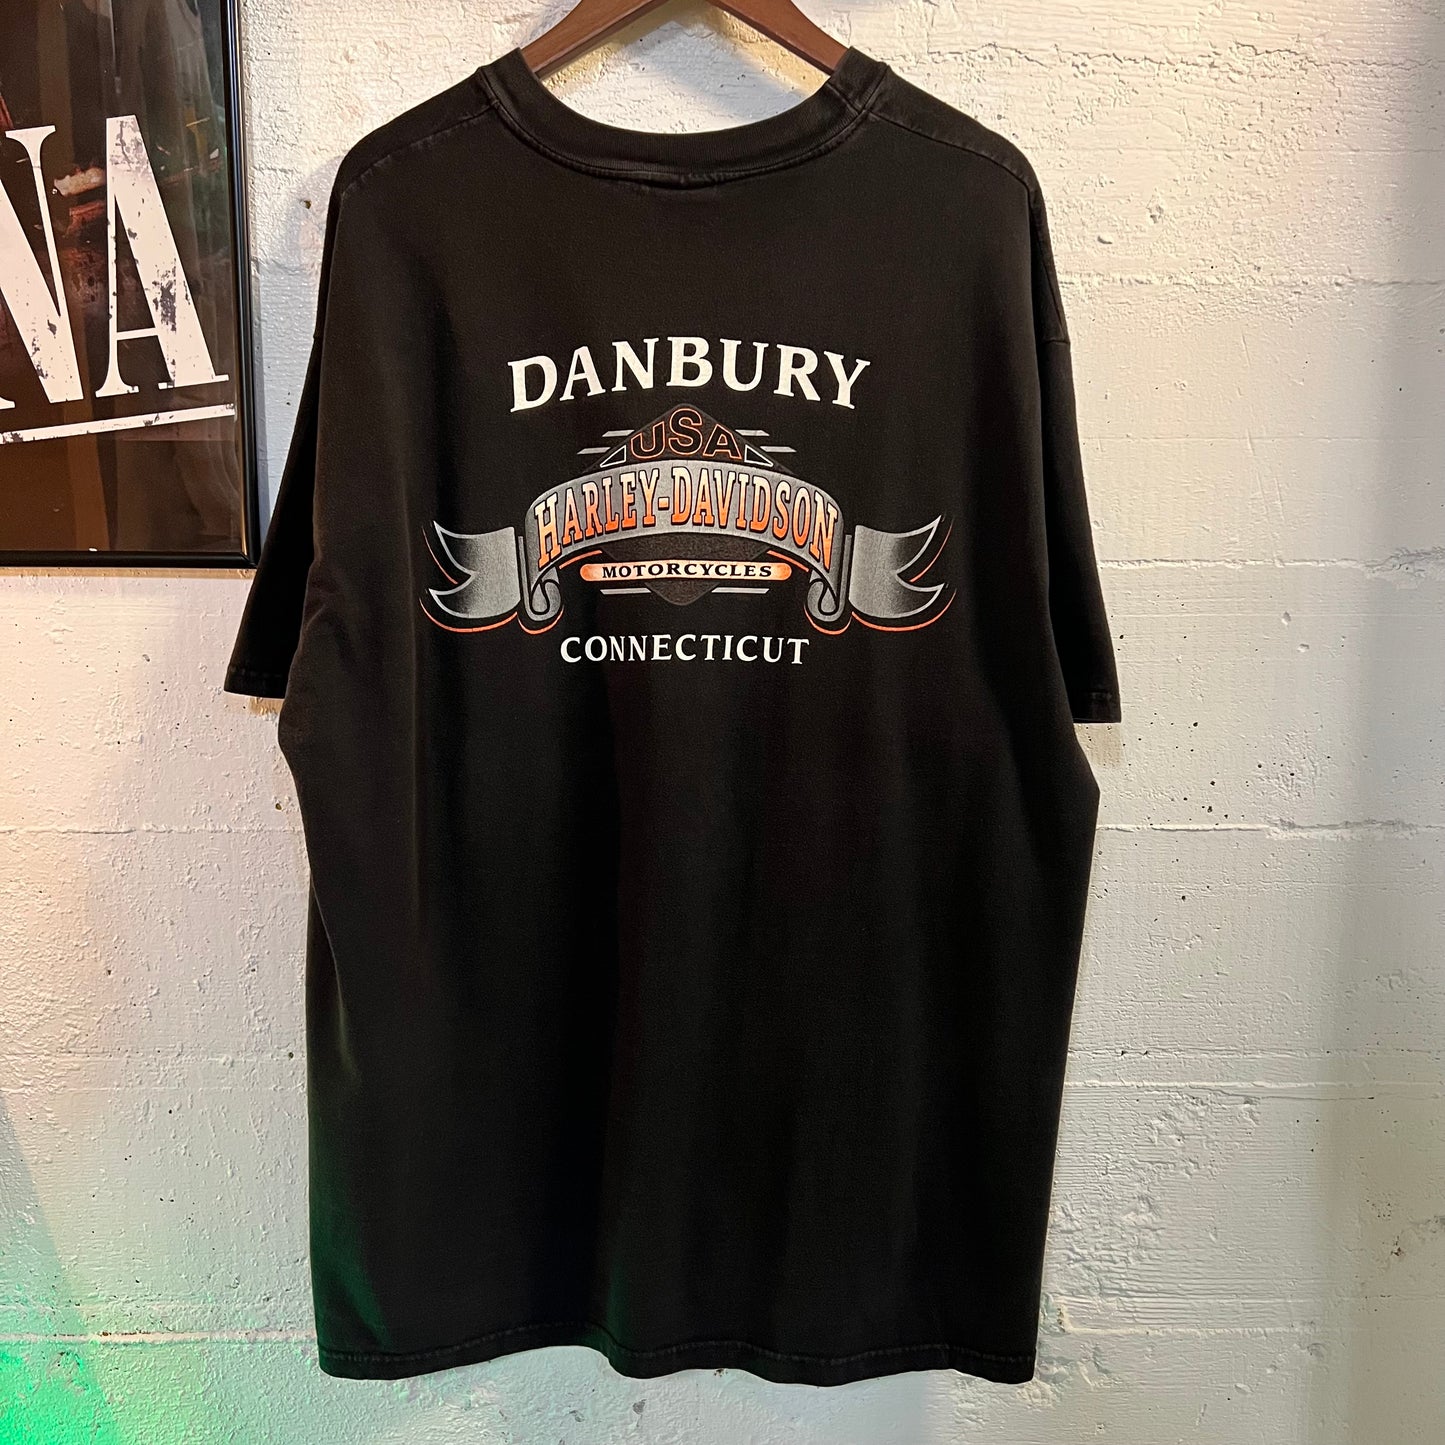 NA
DANBURY
USA
HARLEY-DAVIDSON
MOTORCYCLES
CONNECTICUT